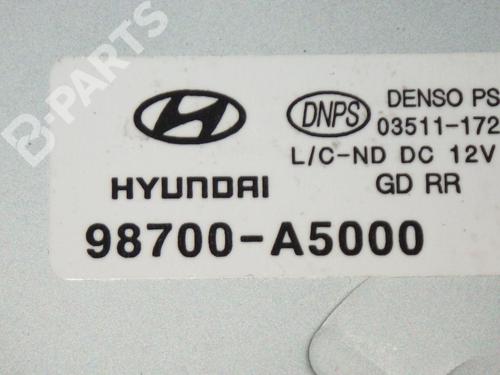 B-PARTS
HYUNDAI
98700-A5000
DNPS
DENSO PS
03511-172
L/C-ND DC 12V
GD RR